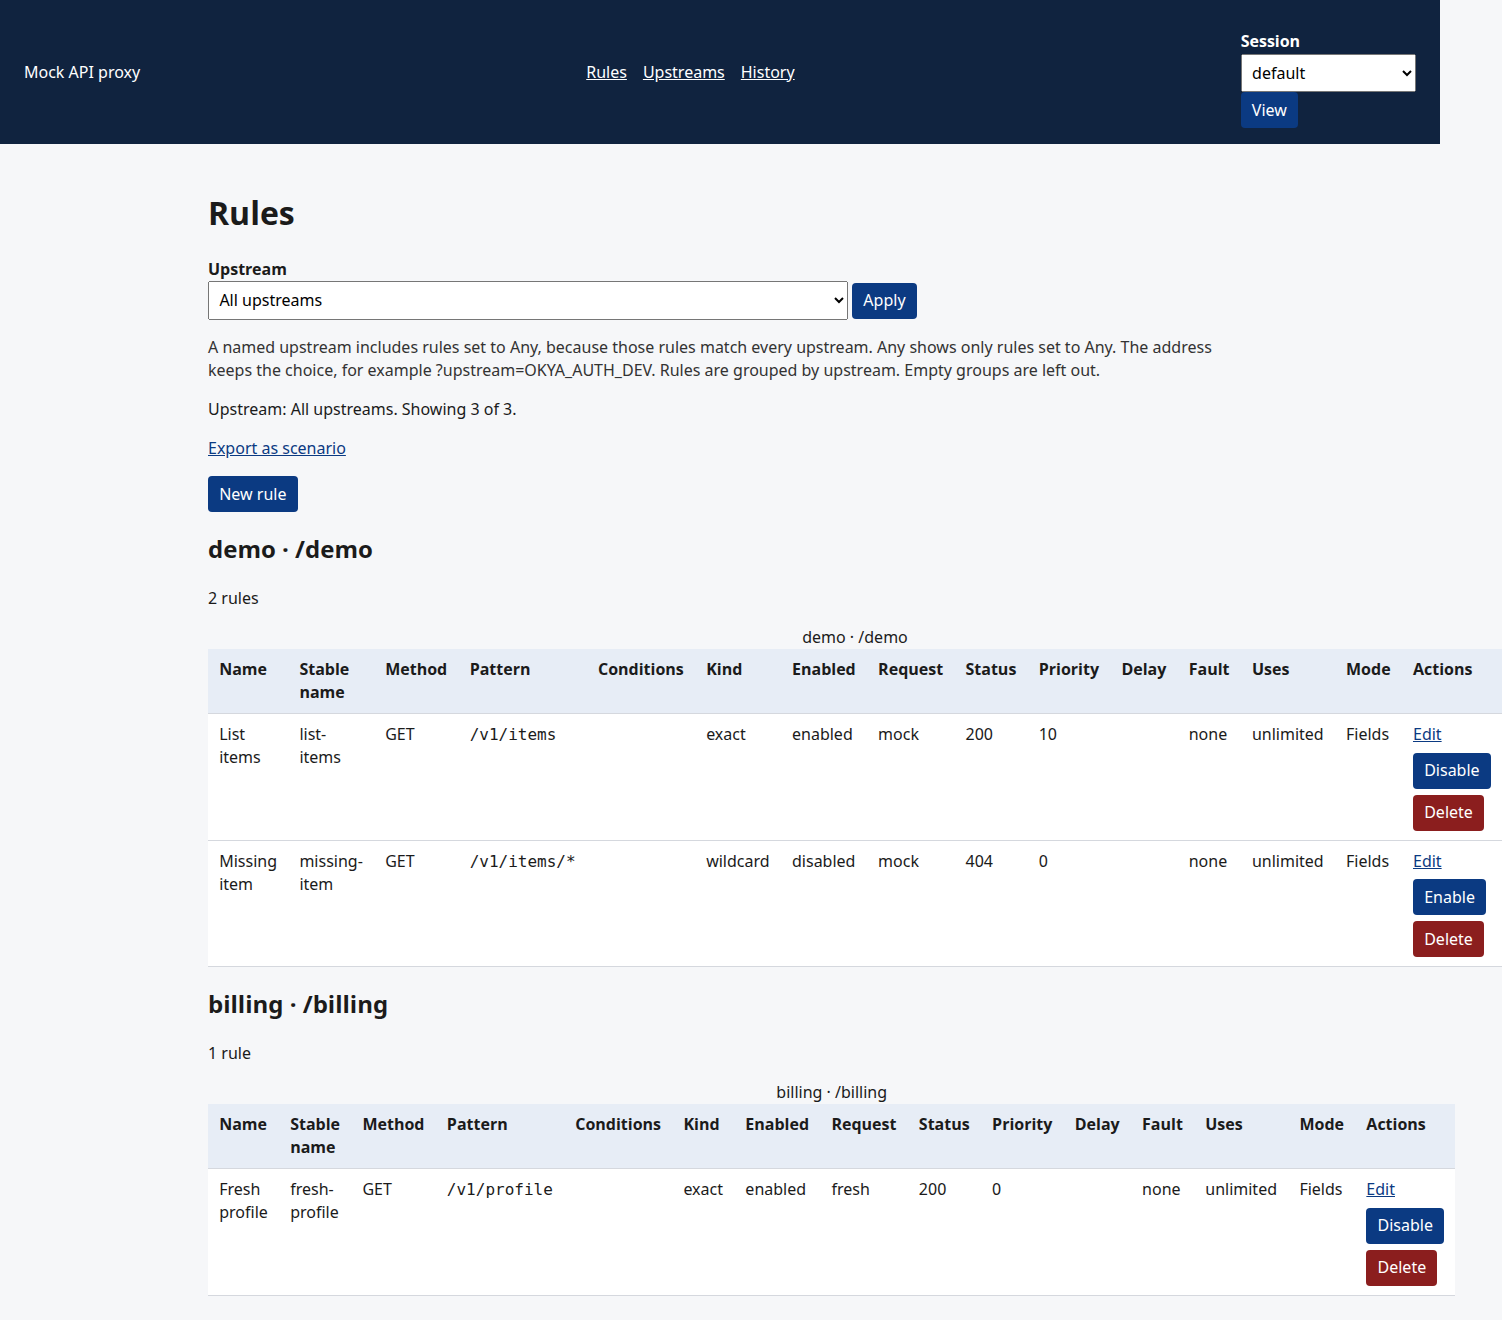 Mock API proxy
Rules Upstreams History
Session
default
View
Rules
Upstream
All upstreams Apply
A named upstream includes rules set to Any, because those rules match every upstream. Any shows only rules set to Any. The address
keeps the choice, for example ?upstream=OKYA_AUTH_DEV. Rules are grouped by upstream. Empty groups are left out.
Upstream: All upstreams. Showing 3 of 3.
Export as scenario
New rule
demo · /demo
2 rules
demo · /demo
Name Stable name Method Pattern Conditions Kind Enabled Request Status Priority Delay Fault Uses Mode Actions
List items list-items GET /v1/items exact enabled mock 200 10 none unlimited Fields Edit
Disable
Delete
Missing item missing-item GET /v1/items/* wildcard disabled mock 404 0 none unlimited Fields Edit
Enable
Delete
billing · /billing
1 rule
billing · /billing
Name Stable name Method Pattern Conditions Kind Enabled Request Status Priority Delay Fault Uses Mode Actions
Fresh profile fresh-profile GET /v1/profile exact enabled fresh 200 0 none unlimited Fields Edit
Disable
Delete